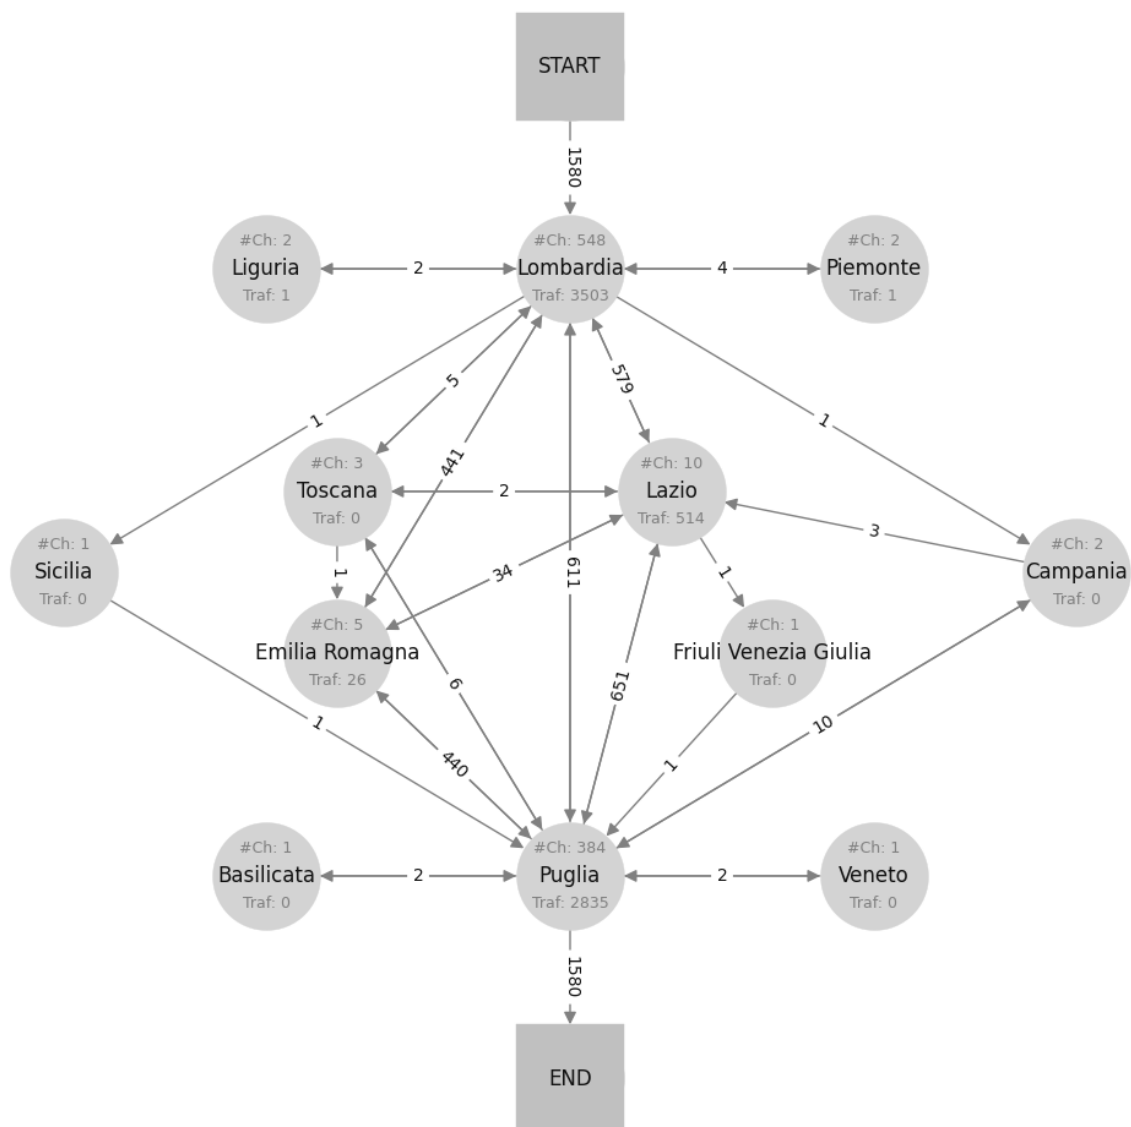 START
1580
#Ch: 2
Liguria
Traf: 1
2
#Ch: 548
Lombardia
Traf: 3503
4
#Ch: 2
Piemonte
Traf: 1
1
5
441
579
1
#Ch: 3
Toscana
Traf: 0
2
#Ch: 10
Lazio
Traf: 514
3
#Ch: 1
Sicilia
Traf: 0
1
34
611
1
#Ch: 2
Campania
Traf: 0
#Ch: 5
Emilia Romagna
Traf: 26
6
651
#Ch: 1
Friuli Venezia Giulia
Traf: 0
1
440
1
10
#Ch: 1
Basilicata
Traf: 0
2
#Ch: 384
Puglia
Traf: 2835
2
#Ch: 1
Veneto
Traf: 0
1580
END